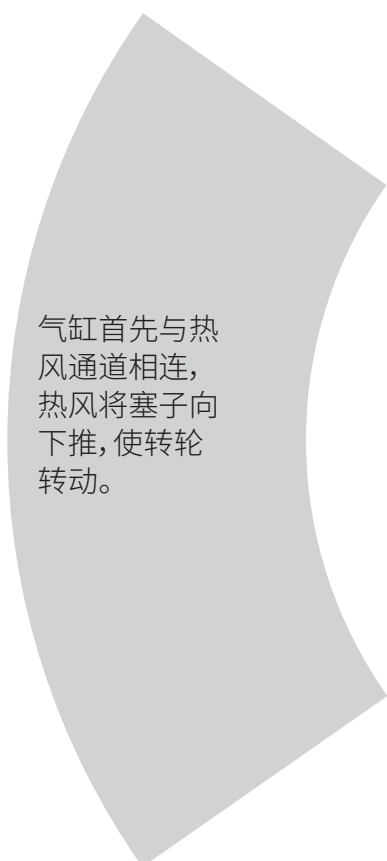 气缸首先与热
风通道相连，
热风将塞子向
下推，使转轮
转动。